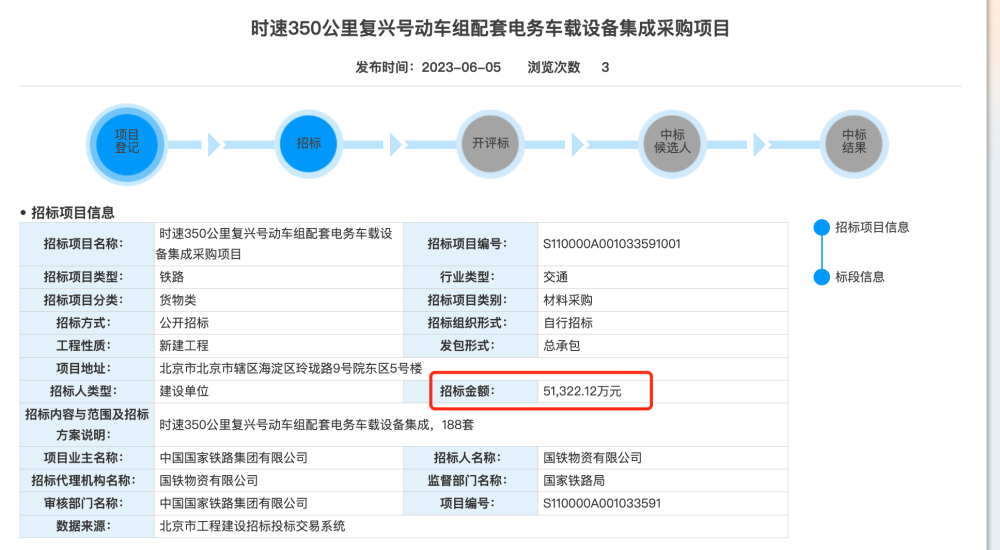 时速350公里复兴号动车组配套电务车载设备集成采购项目
发布时间：2023-06-05 浏览次数 3
项目
登记
招标
开评标
中标
候选人
中标
结果
• 招标项目信息
招标项目名称：
时速350公里复兴号动车组配套电务车载设
备集成采购项目
招标项目编号：
S110000A001033591001
招标项目类型： 铁路 行业类型： 交通
招标项目分类： 货物类 招标项目类别： 材料采购
招标方式： 公开招标 招标组织形式： 自行招标
工程性质： 新建工程 发包形式： 总承包
项目地址： 北京市北京市辖区海淀区玲珑路9号院东区5号楼
招标人类型： 建设单位 招标金额： 51,322.12万元
招标内容与范围及招标
方案说明：
时速350公里复兴号动车组配套电务车载设备集成，188套
项目业主名称： 中国国家铁路集团有限公司 招标人名称： 国铁物资有限公司
招标代理机构名称： 国铁物资有限公司 监督部门名称： 国家铁路局
审核部门名称： 中国国家铁路集团有限公司 项目编号： S110000A001033591
数据来源： 北京市工程建设招标投标交易系统
招标项目信息
标段信息